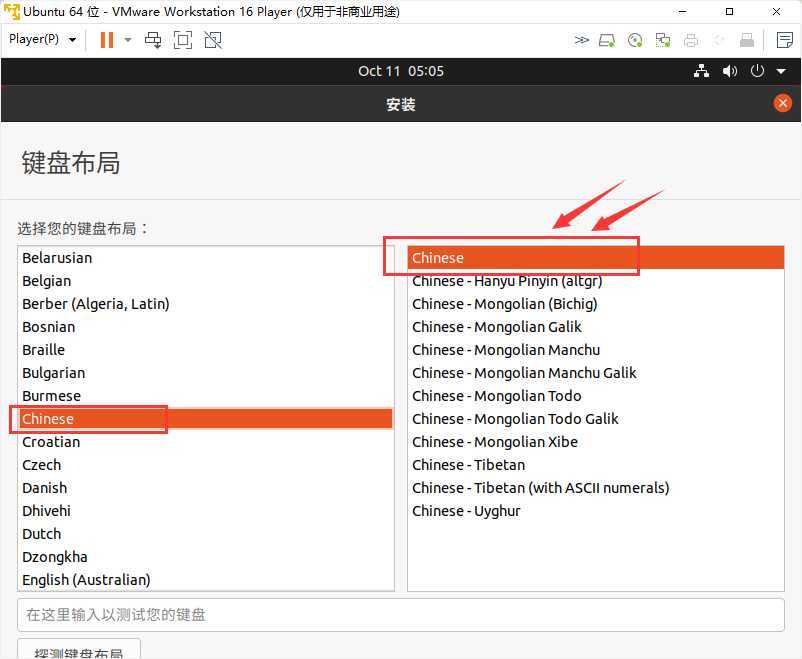 Ubuntu 64 位 - VMware Workstation 16 Player (仅用于非商业用途)
Player(P)
Oct 11 05:05
安装
键盘布局
选择您的键盘布局：
Belarusian
Belgian
Berber (Algeria, Latin)
Bosnian
Braille
Bulgarian
Burmese
Chinese
Croatian
Czech
Danish
Dhivehi
Dutch
Dzongkha
English (Australian)
Chinese
Chinese - Hanyu Pinyin (altgr)
Chinese - Mongolian (Bichig)
Chinese - Mongolian Galik
Chinese - Mongolian Manchu
Chinese - Mongolian Manchu Galik
Chinese - Mongolian Todo
Chinese - Mongolian Todo Galik
Chinese - Mongolian Xibe
Chinese - Tibetan
Chinese - Tibetan (with ASCII numerals)
Chinese - Uyghur
在这里输入以测试您的键盘
探测键盘布局